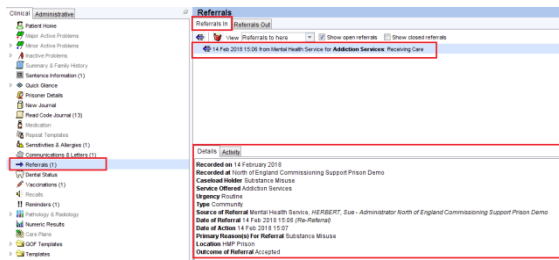 Clinical Administrative
Patient Home
Major Active Problems
Minor Active Problems
Inactive Problems
Summary & Family History
Sentence Information (1)
Quick Glance
Prisoner Details
New Journal
Read Code Journal (13)
Medication
Repeat Templates
Sensitivities & Allergies (1)
Communications & Letters (1)
Referrals (1)
Dental Status
Vaccinations (1)
Recalls
Reminders (1)
Pathology & Radiology
Numeric Results
Care Plans
QOF Templates
Templates
Referrals
Referrals In Referrals Out
View Referrals to here Show open referrals Show closed referrals
14 Feb 2018 15:06 from Mental Health Service for Addiction Services: Receiving Care
Details Activity
Recorded on 14 February 2018
Recorded at North of England Commissioning Support Prison Demo
Caseload Holder Substance Misuse
Service Offered Addiction Services
Urgency Routine
Type Community
Source of Referral Mental Health Service, HERBERT, Sue - Administrator North of England Commissioning Support Prison Demo
Date of Referral 14 Feb 2018 15:06 (Re-Referral)
Date of Action 14 Feb 2018 15:07
Primary Reason(s) For Referral Substance Misuse
Location HMP Prison
Outcome of Referral Accepted